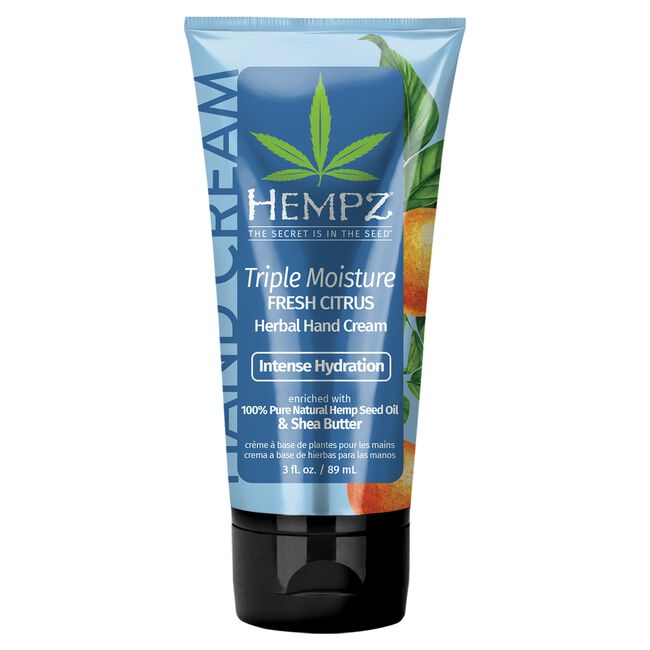 HAND CREAM
HEMPZ
THE SECRET IS IN THE SEED™
Triple Moisture
FRESH CITRUS
Herbal Hand Cream
Intense Hydration
enriched with
100% Pure Natural Hemp Seed Oil
& Shea Butter
crème à base de plantes pour les mains
crema a base de hierbas para las manos
3 fl. oz. / 89 mL